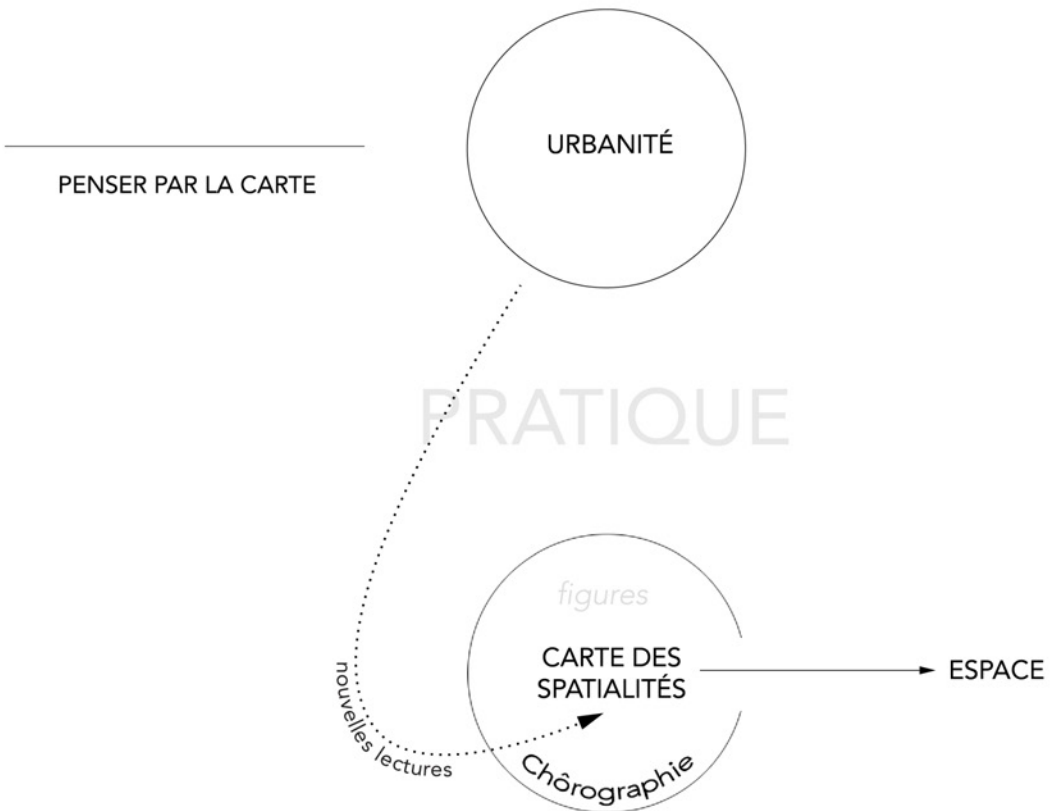 URBANITÉ
PENSER PAR LA CARTE
PRATIQUE
figures
CARTE DES
SPATIALITÉS
ESPACE
nouvelles lectures
Chôrographie